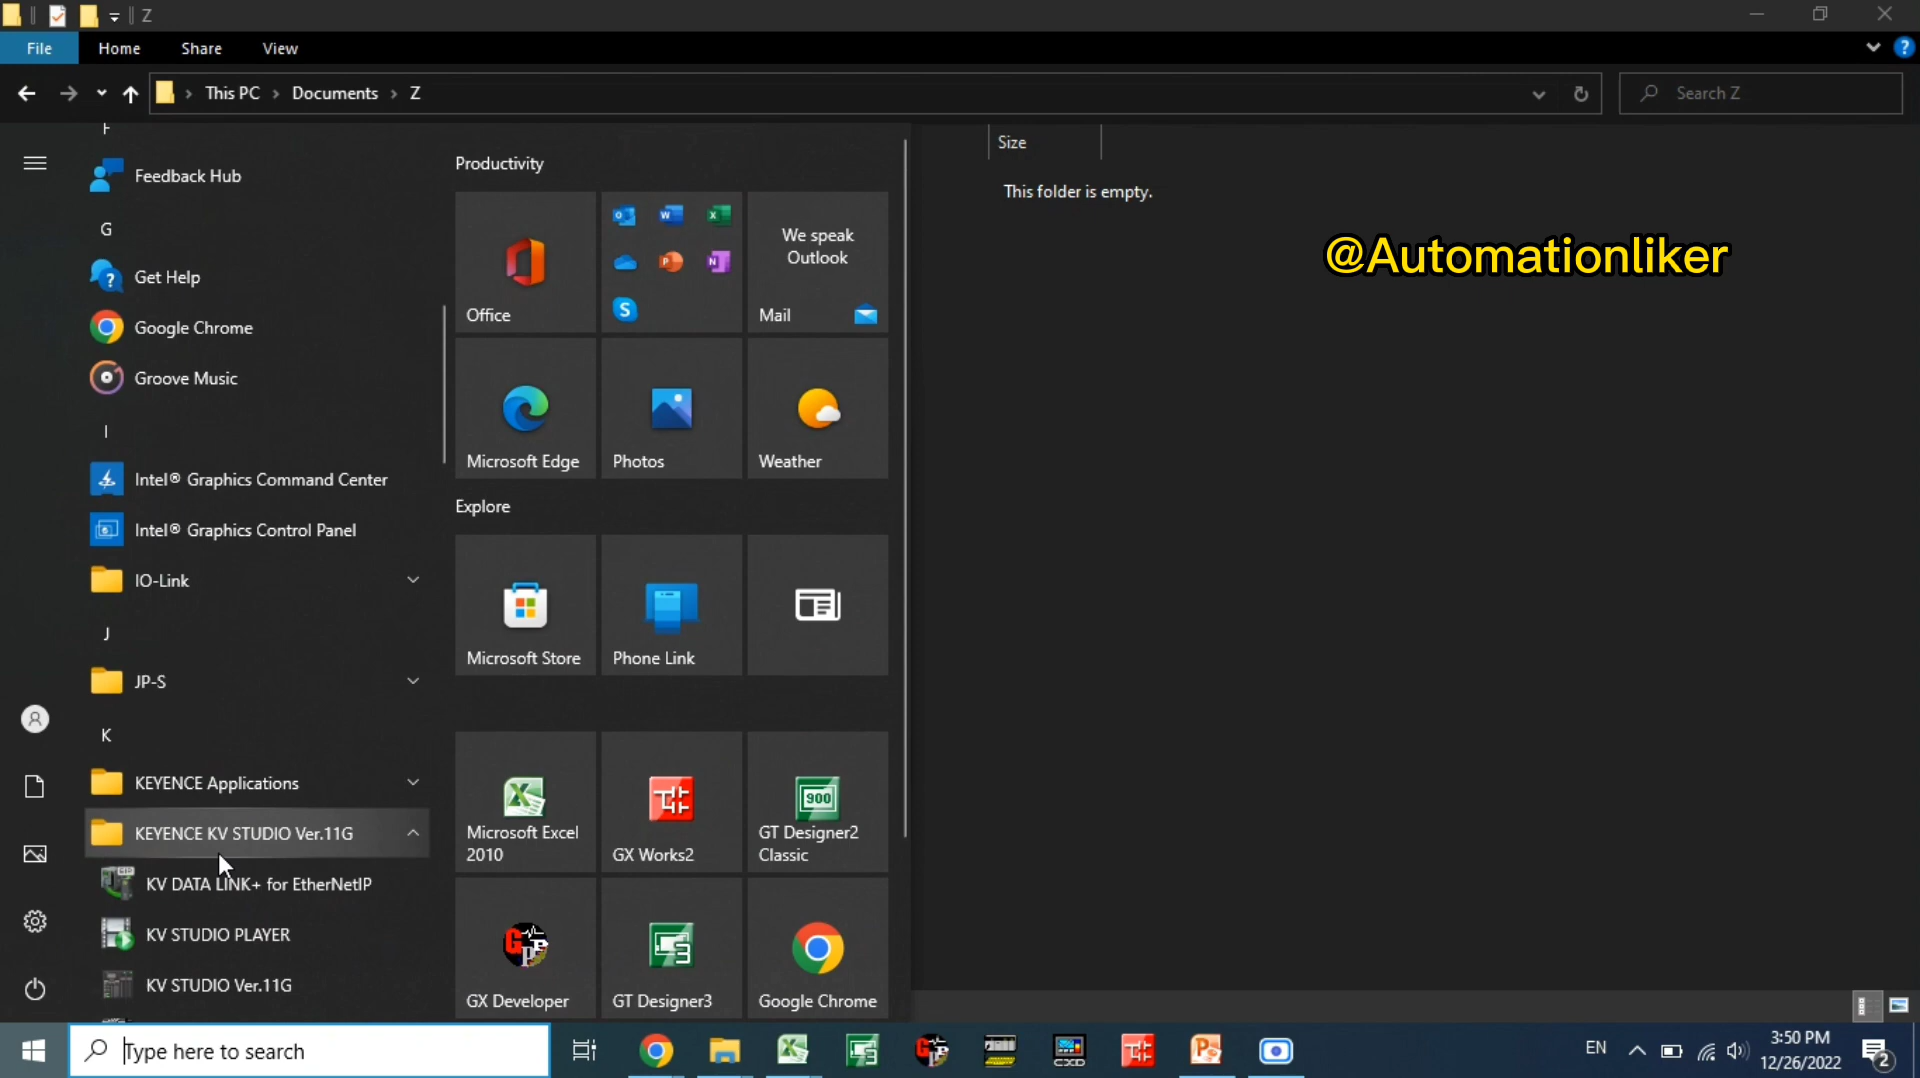 Z
File
Home
Share
View
This PC
Documents
Z
Search Z
F
Feedback Hub
G
Get Help
Google Chrome
Groove Music
I
Intel® Graphics Command Center
Intel® Graphics Control Panel
IO-Link
J
JP-S
K
KEYENCE Applications
KEYENCE KV STUDIO Ver.11G
KV DATA LINK+ for EtherNetIP
KV STUDIO PLAYER
KV STUDIO Ver.11G
Productivity
Office
We speak
Outlook
Mail
Microsoft Edge
Photos
Weather
Explore
Microsoft Store
Phone Link
Microsoft Excel
2010
GX Works2
900
GT Designer2
Classic
GX Developer
3
GT Designer3
Google Chrome
Size
This folder is empty.
@Automationliker
Type here to search
EN
3:50 PM
12/26/2022
2